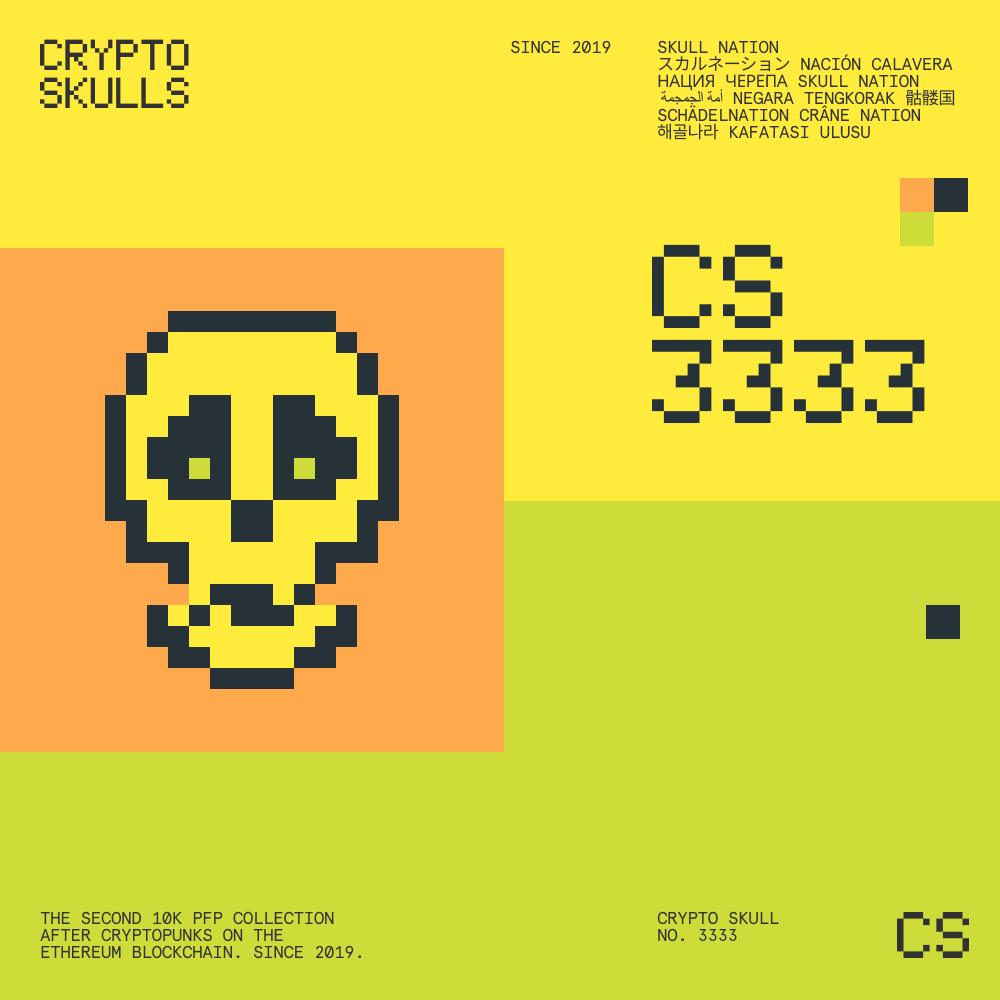 CRYPTO
SKULLS
SINCE 2019
SKULL NATION
スカルネーション NACIÓN CALAVERA
НАЦИЯ ЧЕРЕПА SKULL NATION
أمة الجمجمة NEGARA TENGKORAK 骷髅国
SCHÄDELNATION CRÂNE NATION
해골나라 KAFATASI ULUSU
CS
3333
THE SECOND 10K PFP COLLECTION
AFTER CRYPTOPUNKS ON THE
ETHEREUM BLOCKCHAIN. SINCE 2019.
CRYPTO SKULL
NO. 3333
CS